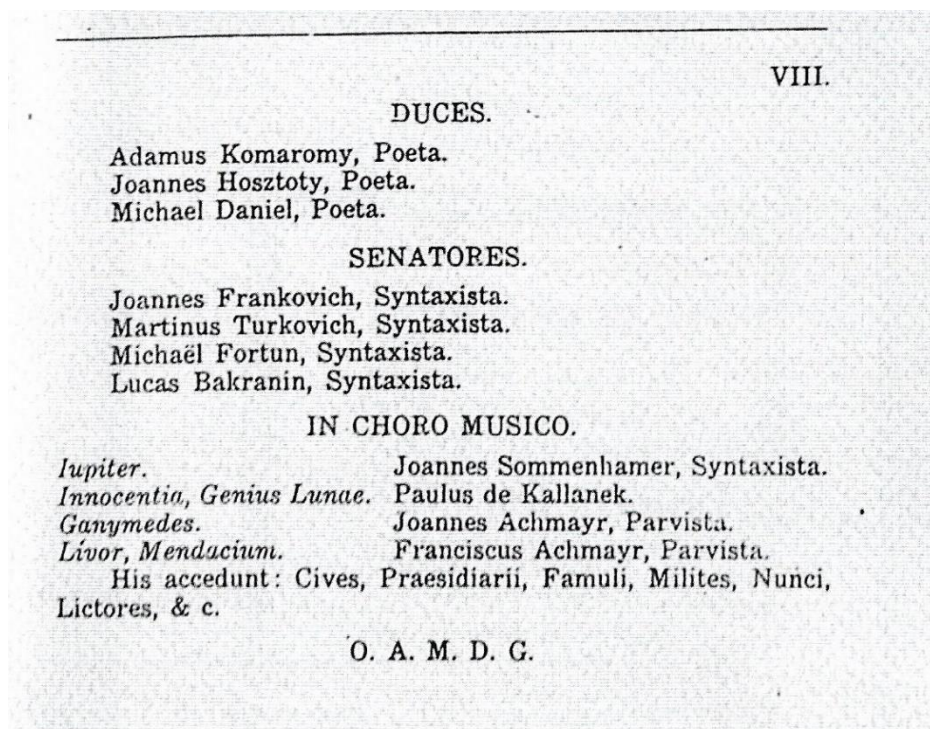 VIII.
DUCES.
Adamus Komaromy, Poeta.
Joannes Hosztoty, Poeta.
Michael Daniel, Poeta.
SENATORES.
Joannes Frankovich, Syntaxista.
Martinus Turkovich, Syntaxista.
Michaël Fortun, Syntaxista.
Lucas Bakranin, Syntaxista.
IN CHORO MUSICO.
Iupiter. Joannes Sommenhamer, Syntaxista.
Innocentia, Genius Lunae. Paulus de Kallanek.
Ganymedes. Joannes Achmayr, Parvista.
Lívor, Mendacium. Franciscus Achmayr, Parvista.
His accedunt: Cives, Praesidiarii, Famuli, Milites, Nunci,
Lictores, & c.
O. A. M. D. G.